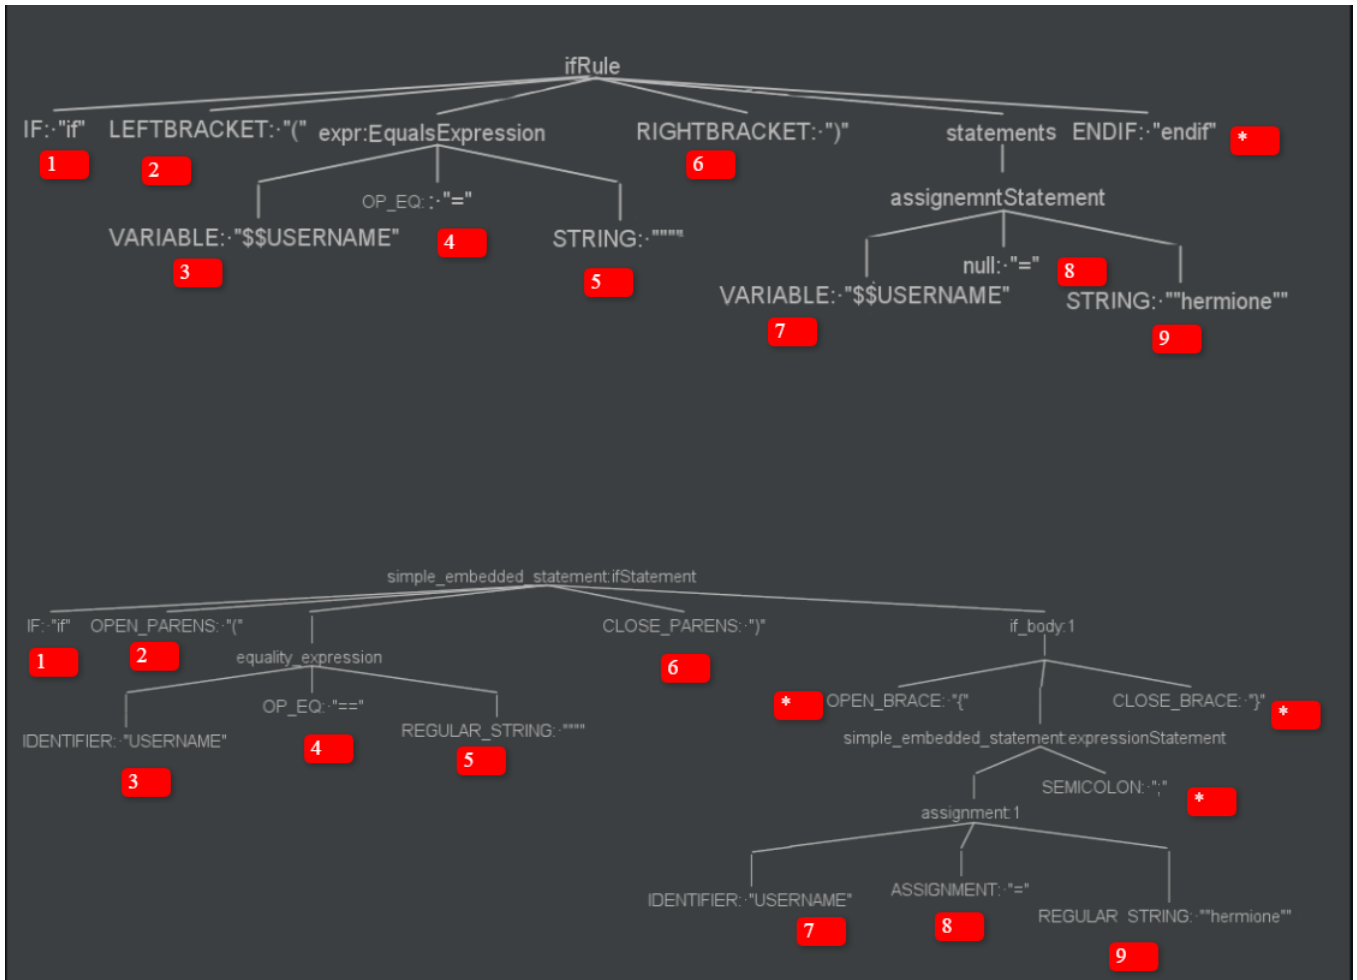 ifRule
IF:·"if" LEFTBRACKET:·"(" expr:EqualsExpression RIGHTBRACKET:·")" statements ENDIF:·"endif" *
1 2 6
OP_EQ::·"=" assignemntStatement
VARIABLE:·"$$USERNAME" 4 STRING:·""""
3 5
null:·"=" 8
VARIABLE:·"$$USERNAME" STRING:·""hermione""
7 9
simple_embedded_statement:ifStatement
IF:·"if" OPEN_PARENS:·"(" CLOSE_PARENS:·")" if_body:1
1 2 equality_expression 6
* OPEN_BRACE:·"{" CLOSE_BRACE:·"}" *
OP_EQ:·"=="
IDENTIFIER:·"USERNAME" REGULAR_STRING:·"""" simple_embedded_statement:expressionStatement
3 4 5
SEMICOLON:·";" *
assignment:1
IDENTIFIER:·"USERNAME" ASSIGNMENT:·"=" REGULAR STRING:·""hermione""
7 8 9